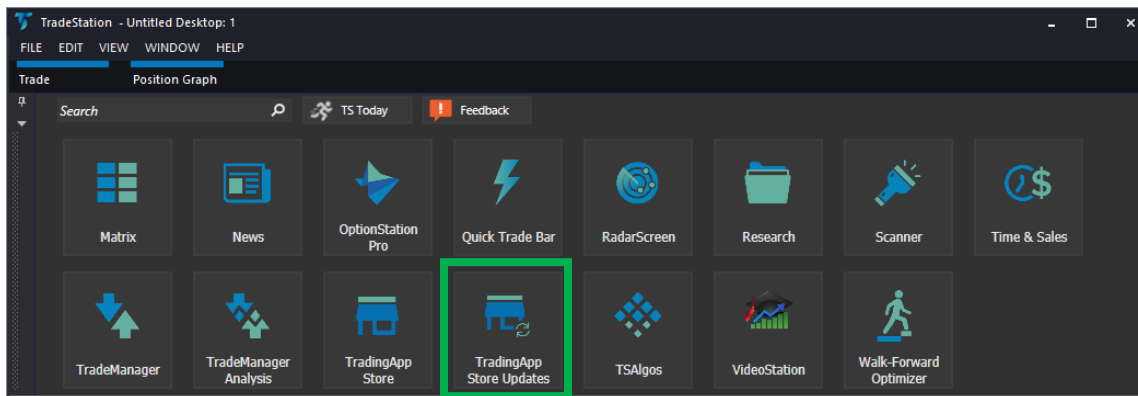 TradeStation - Untitled Desktop: 1
FILE EDIT VIEW WINDOW HELP
Trade Position Graph
Search TS Today Feedback
Matrix
News
OptionStation
Pro
Quick Trade Bar
RadarScreen
Research
Scanner
Time & Sales
TradeManager
TradeManager
Analysis
TradingApp
Store
TradingApp
Store Updates
TSAlgos
VideoStation
Walk-Forward
Optimizer